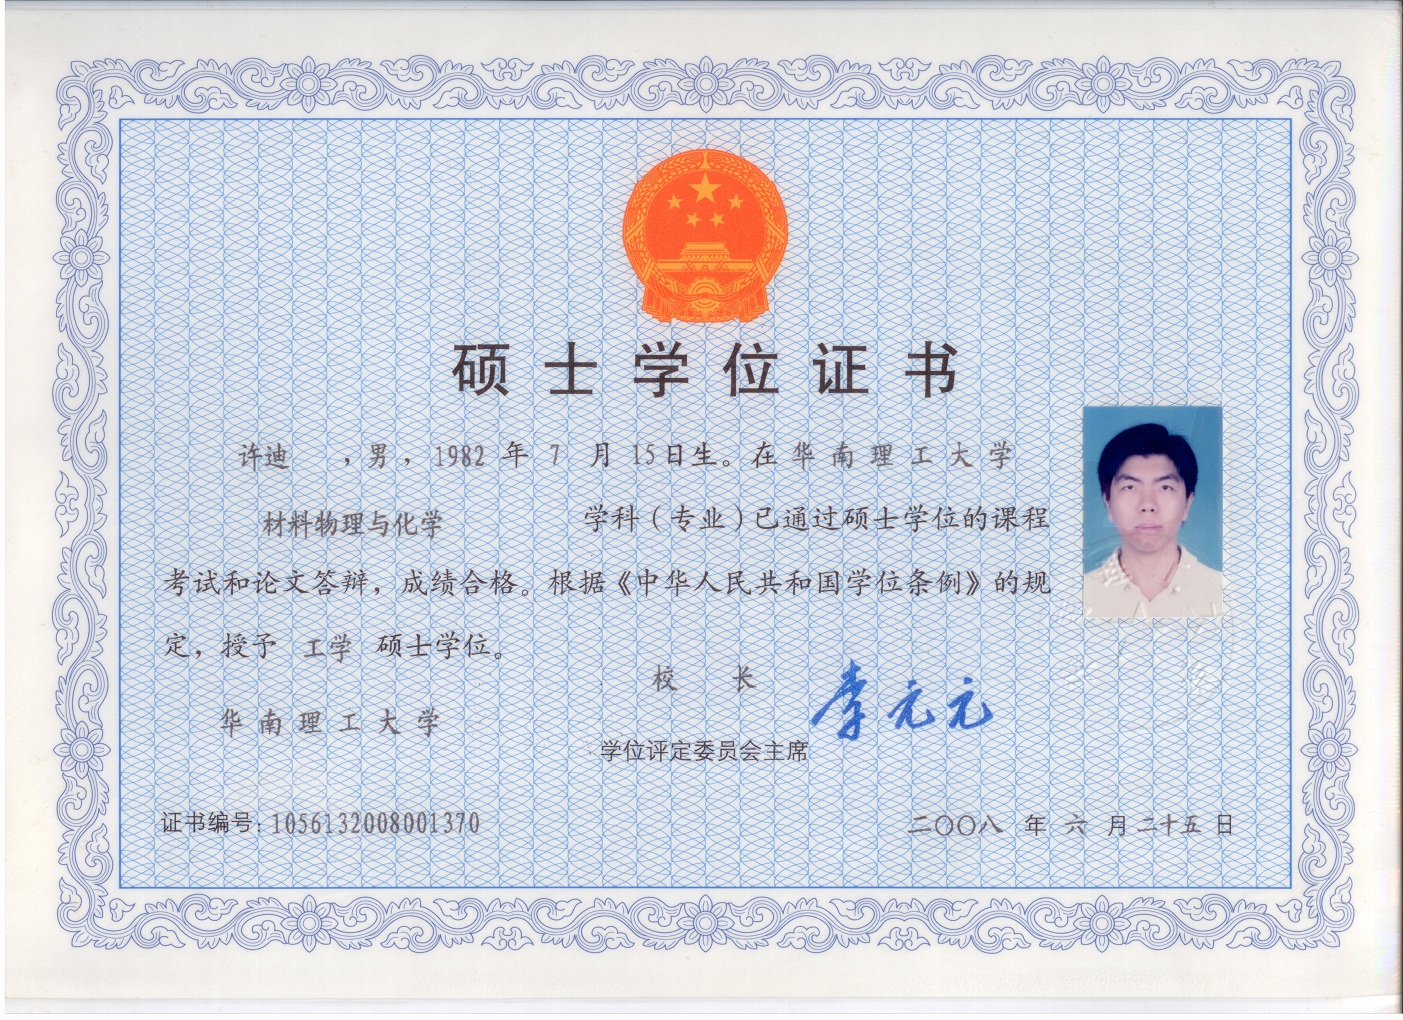 硕士学位证书
许迪 ，男，1982 年 7 月 15日生。在 华南理工大学
材料物理与化学 学科（专业）已通过硕士学位的课程
考试和论文答辩，成绩合格。根据《中华人民共和国学位条例》的规
定，授予 工学 硕士学位。
校 长 李元元
华南理工大学
学位评定委员会主席
证书编号：1056132008001370
二〇〇八 年 六 月 二十五 日